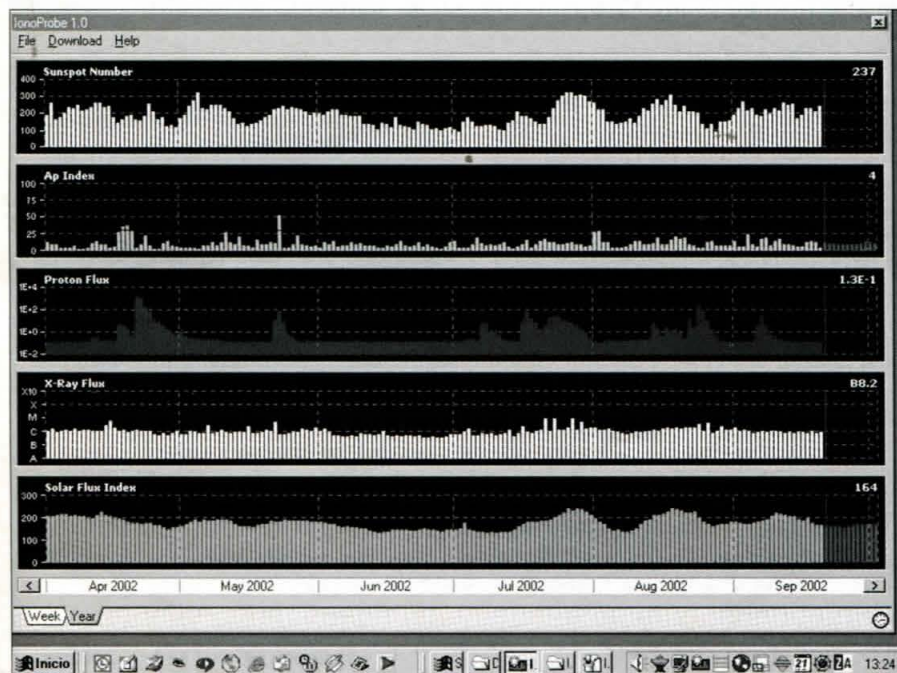 IonoProbe 1.0
File Download Help
Sunspot Number 237
400
300
200
100
0
Ap Index 4
100
75
50
25
0
Proton Flux 1.3E-1
1E+4
1E+2
1E+0
1E-2
X-Ray Flux B8.2
X10
X
M
C
B
A
Solar Flux Index 164
300
200
100
0
< Apr 2002 May 2002 Jun 2002 Jul 2002 Aug 2002 Sep 2002 >
Week Year
Inicio 21 ZA 13:24